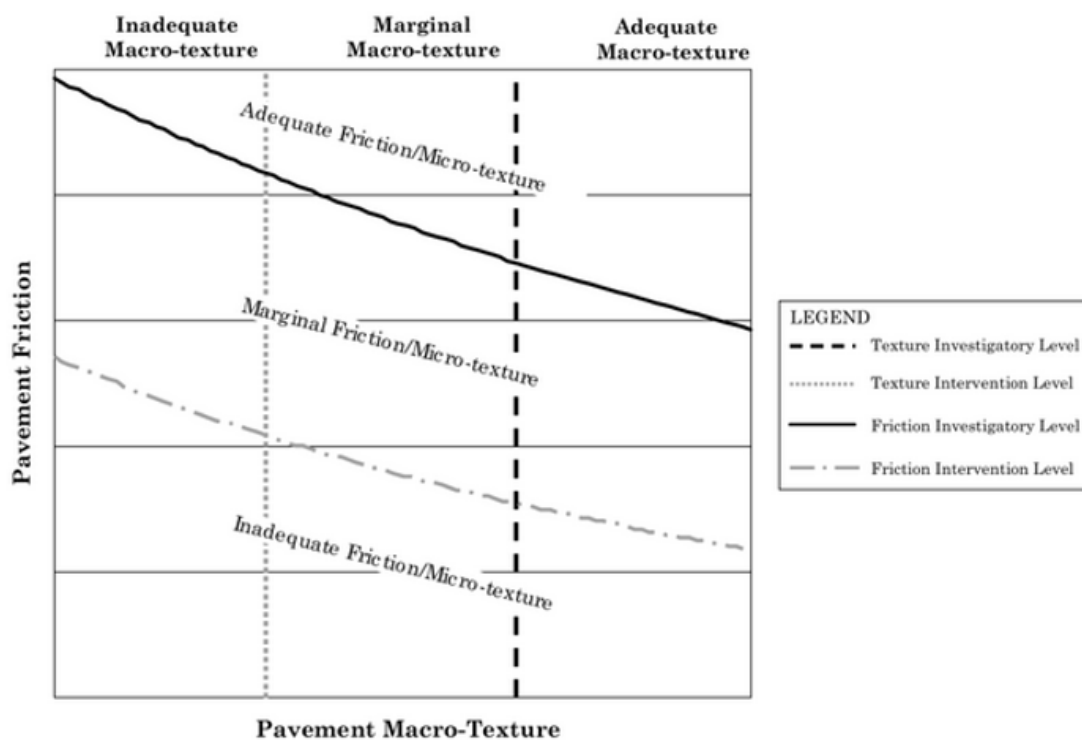 Inadequate
Macro-texture
Marginal
Macro-texture
Adequate
Macro-texture
Adequate Friction/Micro-texture
Marginal Friction/Micro-texture
Inadequate Friction/Micro-texture
Pavement Friction
Pavement Macro-Texture
LEGEND
Texture Investigatory Level
Texture Intervention Level
Friction Investigatory Level
Friction Intervention Level